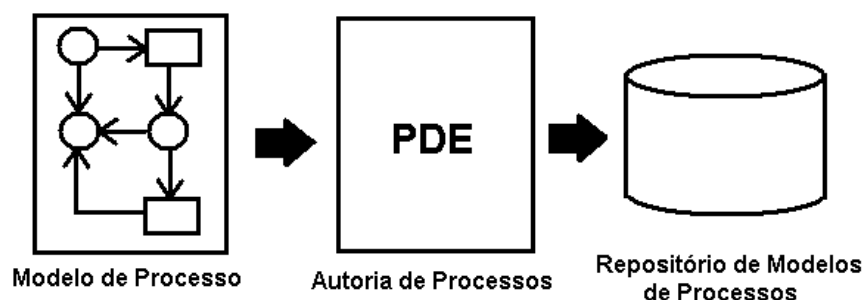 PDE
Modelo de Processo
Autoria de Processos
Repositório de Modelos
de Processos